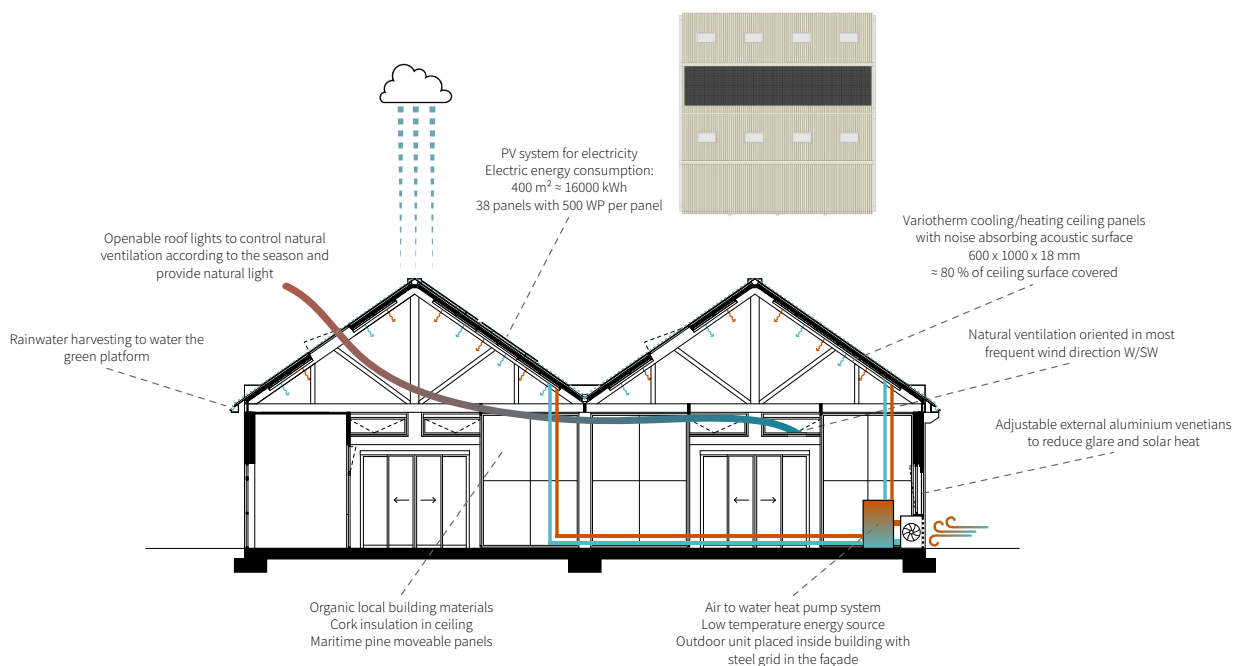 PV system for electricity
Electric energy consumption:
400 m² ≈ 16000 kWh
38 panels with 500 WP per panel
Variotherm cooling/heating ceiling panels
with noise absorbing acoustic surface
600 x 1000 x 18 mm
≈ 80 % of ceiling surface covered
Openable roof lights to control natural
ventilation according to the season and
provide natural light
Rainwater harvesting to water the
green platform
Natural ventilation oriented in most
frequent wind direction W/SW
Adjustable external aluminium venetians
to reduce glare and solar heat
Organic local building materials
Cork insulation in ceiling
Maritime pine moveable panels
Air to water heat pump system
Low temperature energy source
Outdoor unit placed inside building with
steel grid in the façade